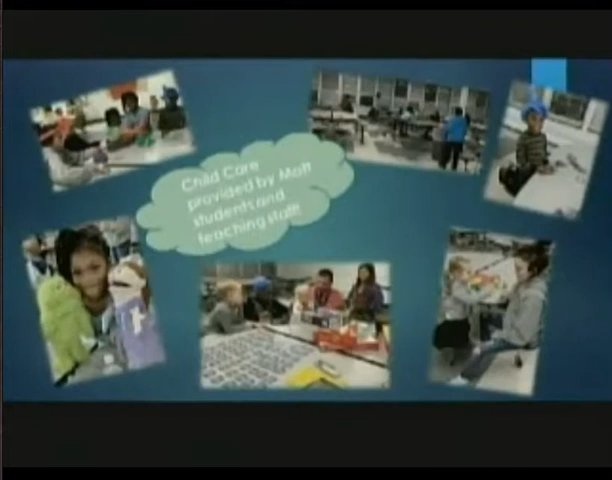 Child Care
provided by Mott
students and
teaching staff